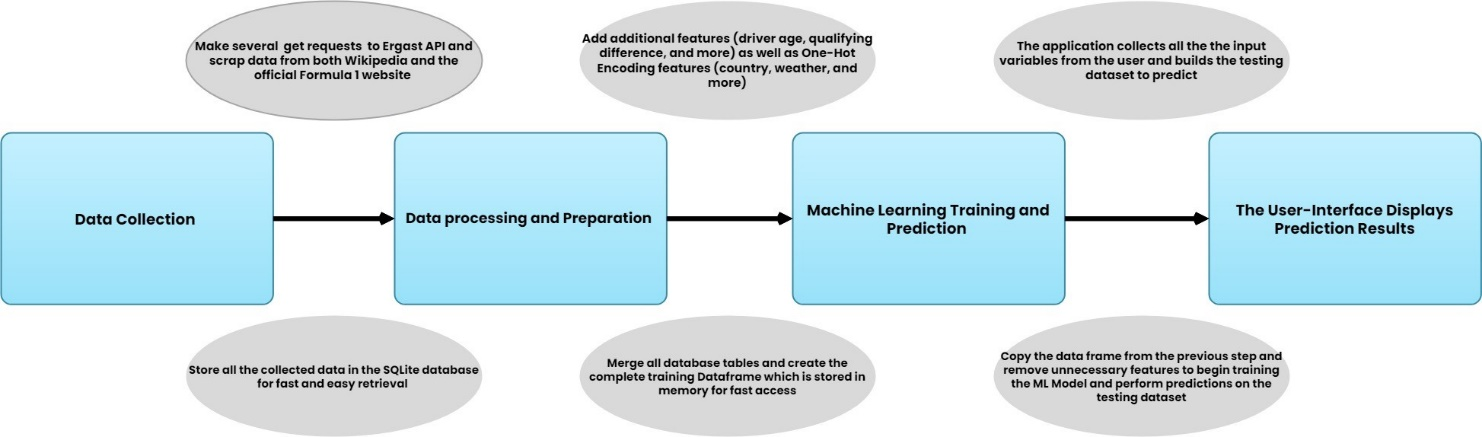 Make several get requests to Ergast API and
scrap data from both Wikipedia and the
official Formula 1 website
Add additional features (driver age, qualifying
difference, and more) as well as One-Hot
Encoding features (country, weather, and
more)
The application collects all the the input
variables from the user and builds the testing
dataset to predict
Data Collection
Data processing and Preparation
Machine Learning Training and
Prediction
The User-Interface Displays
Prediction Results
Store all the collected data in the SQLite database
for fast and easy retrieval
Merge all database tables and create the
complete training Dataframe which is stored in
memory for fast access
Copy the data frame from the previous step and
remove unnecessary features to begin training
the ML Model and perform predictions on the
testing dataset